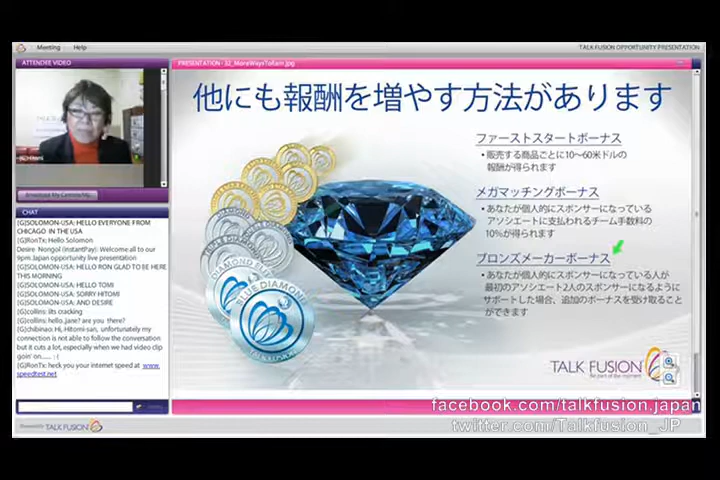 Meeting Help
TALK FUSION OPPORTUNITY PRESENTATION
ATTENDEE VIDEO
PRESENTATION - 32_MoreWaysToEarn.jpg
CHAT
(G)SOLOMON-USA: HELLO EVERYONE FROM
CHICAGO IN THE USA
(G)RonTx: Hello Solomon
Desire Nongol (InstantPay): Welcome all to our
9pm Japan opportunity live presentation
(G)SOLOMON-USA: HELLO RON GLAD TO BE HERE
THIS MORNING
(G)SOLOMON-USA: HELLO TOMI
(G)SOLOMON-USA: SORRY HITOMI
(G)SOLOMON-USA: AND DESIRE
(G)collins: its cracking
(G)collins: hello,jane? are you there?
(G)chibinao: Hi, Hitomi-san, unfortunately my
connection is not able to follow the conversation
but it cuts a lot, especially when we had video clip
goin' on...... :(
(G)RonTx: heck you your internet speed at www.
speedtest.net
他にも報酬を増やす方法があります
ファーストスタートボーナス
• 販売する商品ごとに10～60米ドルの
報酬が得られます
メガマッチングボーナス
• あなたが個人的にスポンサーになっている
アソシエイトに支払われるチーム手数料の
10%が得られます
ブロンズメーカーボーナス
• あなたが個人的にスポンサーになっている人が
最初のアソシエイト2人のスポンサーになるように
サポートした場合、追加のボーナスを受け取ること
ができます
BLUE DIAMOND
TALK FUSION
TALK FUSION
Be part of the moment
TALK FUSION
facebook.com/talkfusion.japan
twitter.com/Talkfusion_JP